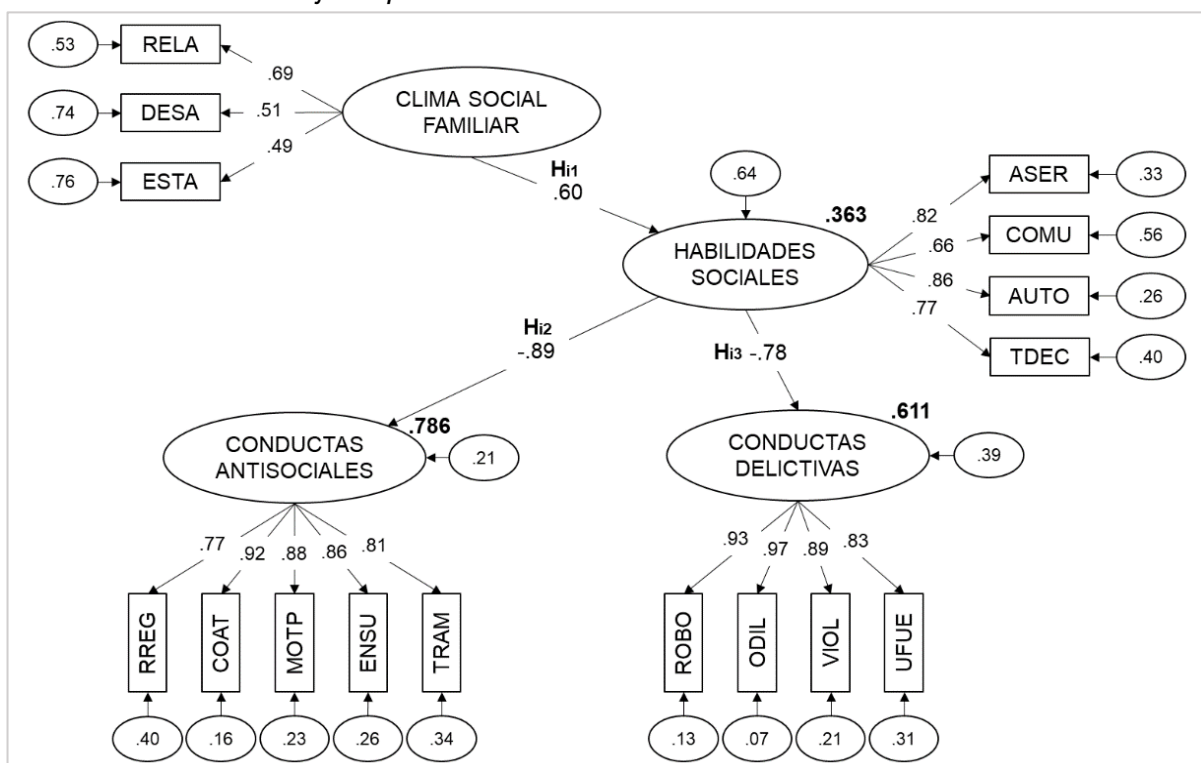 .53
RELA
.69
CLIMA SOCIAL
FAMILIAR
.74
DESA
.51
.49
.76
ESTA
Hi1
.60
.64
.363
HABILIDADES
SOCIALES
ASER
.33
.82
COMU
.56
.66
AUTO
.26
.86
.77
TDEC
.40
Hi2
-.89
Hi3 -.78
.786
CONDUCTAS
ANTISOCIALES
.21
.611
CONDUCTAS
DELICTIVAS
.39
.77
.92
.88
.86
.81
RREG
COAT
MOTP
ENSU
TRAM
.40
.16
.23
.26
.34
.93
.97
.89
.83
ROBO
ODIL
VIOL
UFUE
.13
.07
.21
.31